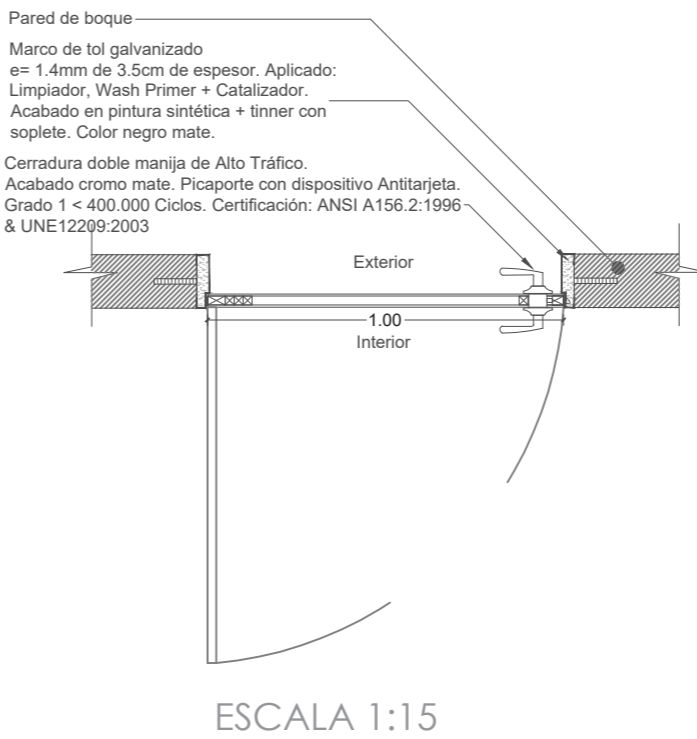 Pared de boque
Marco de tol galvanizado
e= 1.4mm de 3.5cm de espesor. Aplicado:
Limpiador, Wash Primer + Catalizador.
Acabado en pintura sintética + tinner con
soplete. Color negro mate.
Cerradura doble manija de Alto Tráfico.
Acabado cromo mate. Picaporte con dispositivo Antitarjeta.
Grado 1 < 400.000 Ciclos. Certificación: ANSI A156.2:1996
& UNE12209:2003
Exterior
1.00
Interior
ESCALA 1:15